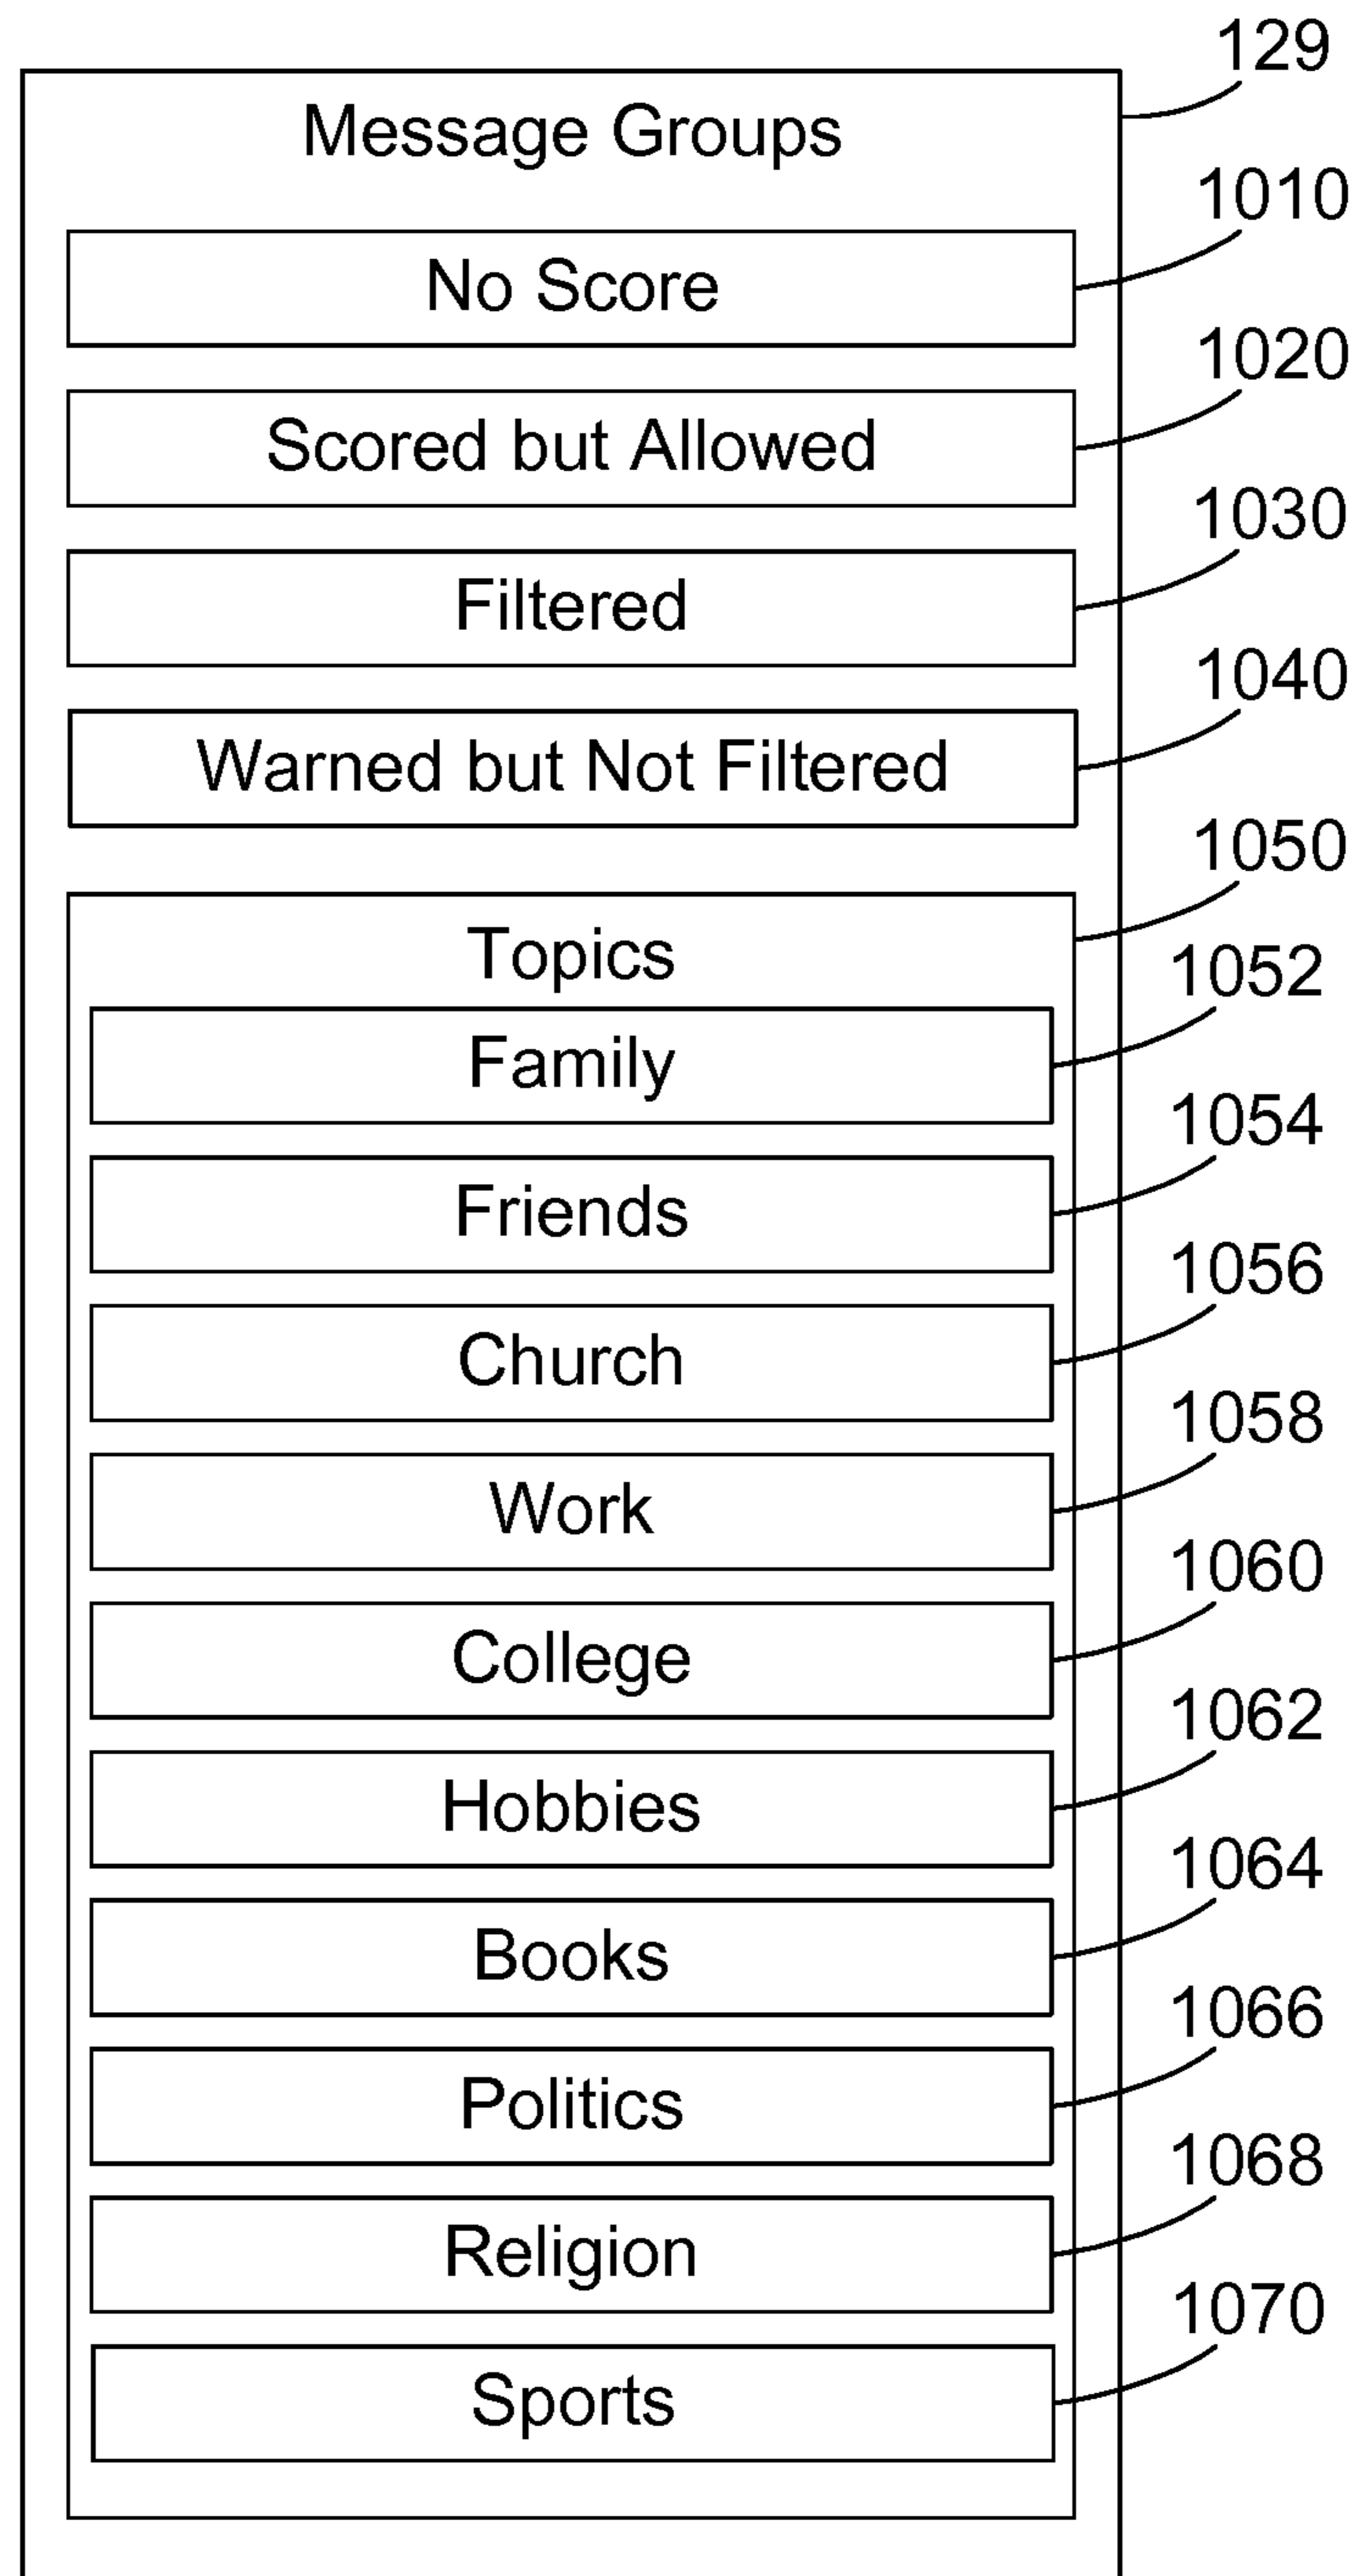 129
Message Groups
1010
No Score
1020
Scored but Allowed
1030
Filtered
1040
Warned but Not Filtered
1050
Topics
1052
Family
1054
Friends
1056
Church
1058
Work
1060
College
1062
Hobbies
1064
Books
1066
Politics
1068
Religion
1070
Sports